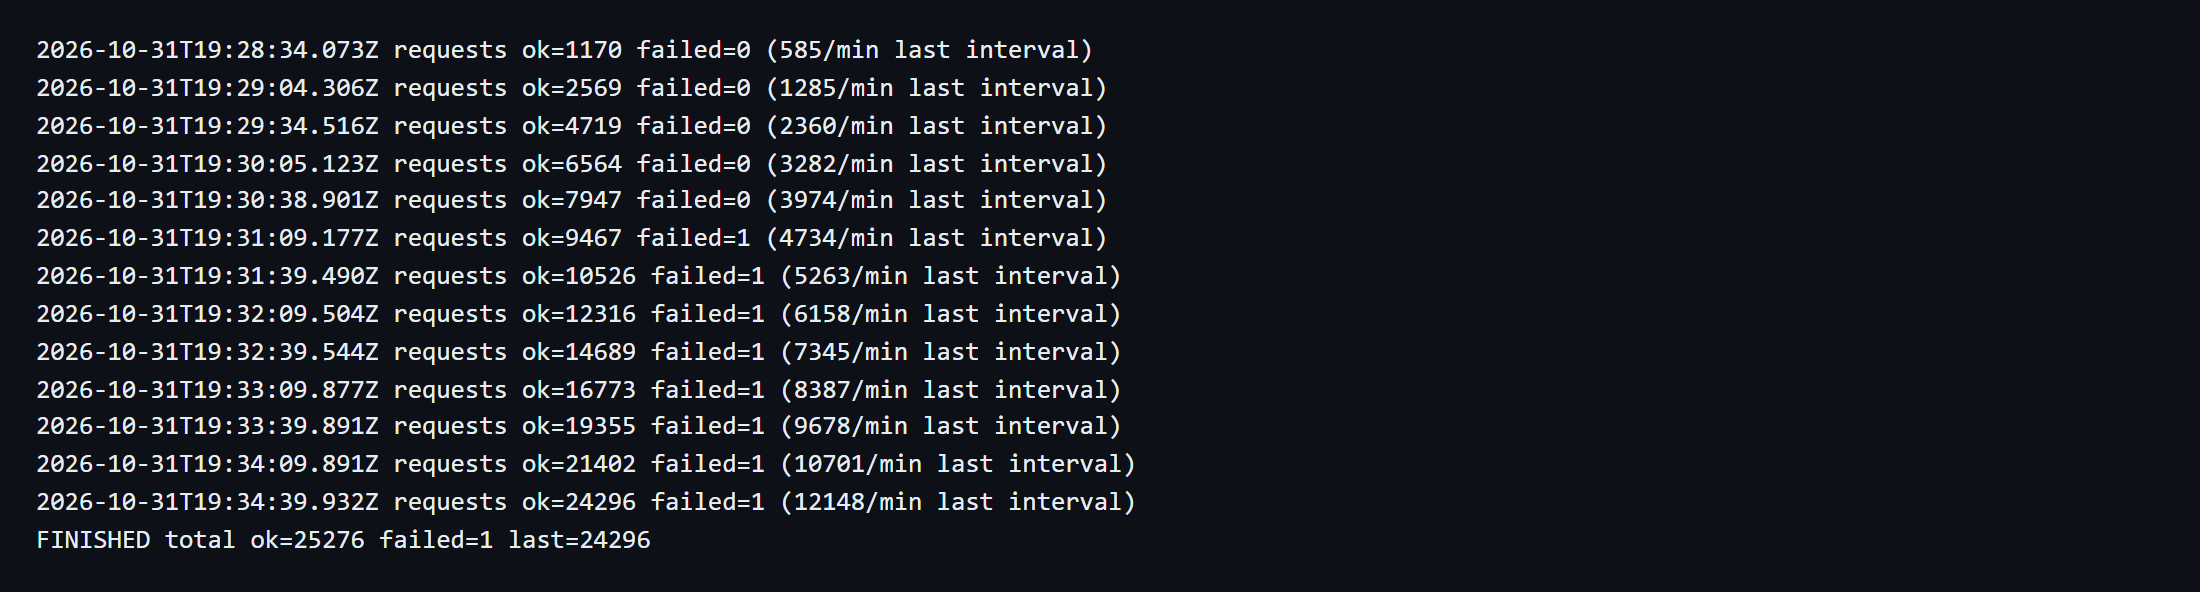 2026-10-31T19:28:34.073Z requests ok=1170 failed=0 (585/min last interval)
2026-10-31T19:29:04.306Z requests ok=2569 failed=0 (1285/min last interval)
2026-10-31T19:29:34.516Z requests ok=4719 failed=0 (2360/min last interval)
2026-10-31T19:30:05.123Z requests ok=6564 failed=0 (3282/min last interval)
2026-10-31T19:30:38.901Z requests ok=7947 failed=0 (3974/min last interval)
2026-10-31T19:31:09.177Z requests ok=9467 failed=1 (4734/min last interval)
2026-10-31T19:31:39.490Z requests ok=10526 failed=1 (5263/min last interval)
2026-10-31T19:32:09.504Z requests ok=12316 failed=1 (6158/min last interval)
2026-10-31T19:32:39.544Z requests ok=14689 failed=1 (7345/min last interval)
2026-10-31T19:33:09.877Z requests ok=16773 failed=1 (8387/min last interval)
2026-10-31T19:33:39.891Z requests ok=19355 failed=1 (9678/min last interval)
2026-10-31T19:34:09.891Z requests ok=21402 failed=1 (10701/min last interval)
2026-10-31T19:34:39.932Z requests ok=24296 failed=1 (12148/min last interval)
FINISHED total ok=25276 failed=1 last=24296